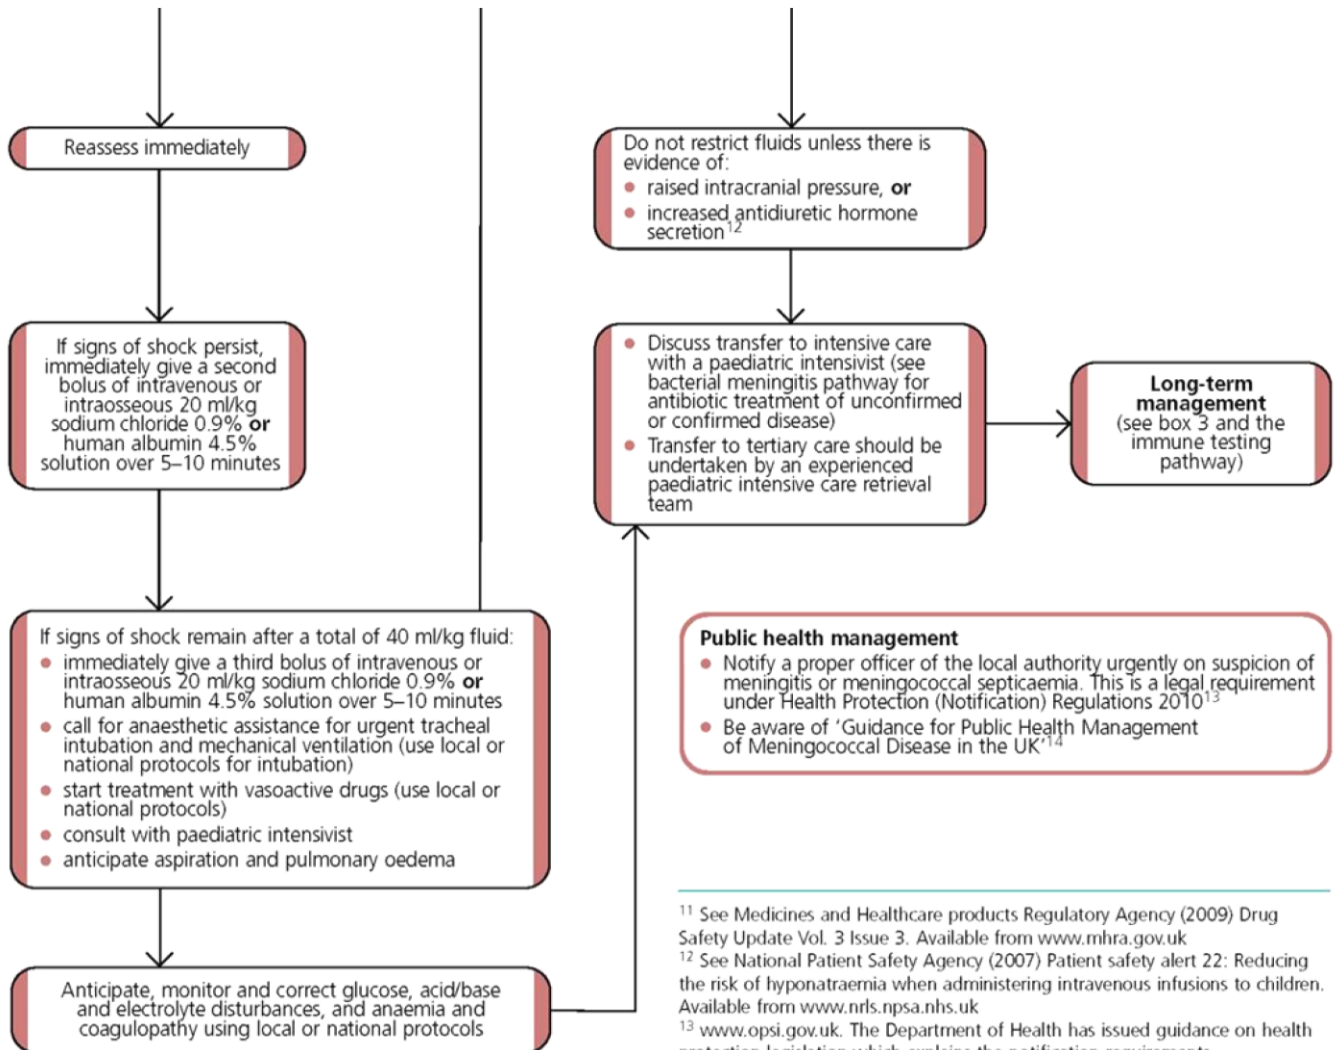 Reassess immediately
If signs of shock persist,
immediately give a second
bolus of intravenous or
intraosseous 20 ml/kg
sodium chloride 0.9% or
human albumin 4.5%
solution over 5–10 minutes
If signs of shock remain after a total of 40 ml/kg fluid:
● immediately give a third bolus of intravenous or
intraosseous 20 ml/kg sodium chloride 0.9% or
human albumin 4.5% solution over 5–10 minutes
● call for anaesthetic assistance for urgent tracheal
intubation and mechanical ventilation (use local or
national protocols for intubation)
● start treatment with vasoactive drugs (use local or
national protocols)
● consult with paediatric intensivist
● anticipate aspiration and pulmonary oedema
Anticipate, monitor and correct glucose, acid/base
and electrolyte disturbances, and anaemia and
coagulopathy using local or national protocols
Do not restrict fluids unless there is
evidence of:
● raised intracranial pressure, or
● increased antidiuretic hormone
secretion¹²
● Discuss transfer to intensive care
with a paediatric intensivist (see
bacterial meningitis pathway for
antibiotic treatment of unconfirmed
or confirmed disease)
● Transfer to tertiary care should be
undertaken by an experienced
paediatric intensive care retrieval
team
Long-term
management
(see box 3 and the
immune testing
pathway)
Public health management
● Notify a proper officer of the local authority urgently on suspicion of
meningitis or meningococcal septicaemia. This is a legal requirement
under Health Protection (Notification) Regulations 2010¹³
● Be aware of ‘Guidance for Public Health Management
of Meningococcal Disease in the UK’¹⁴
¹¹ See Medicines and Healthcare products Regulatory Agency (2009) Drug
Safety Update Vol. 3 Issue 3. Available from www.mhra.gov.uk
¹² See National Patient Safety Agency (2007) Patient safety alert 22: Reducing
the risk of hyponatraemia when administering intravenous infusions to children.
Available from www.nrls.npsa.nhs.uk
¹³ www.opsi.gov.uk. The Department of Health has issued guidance on health
protection legislation which explains the notification requirements